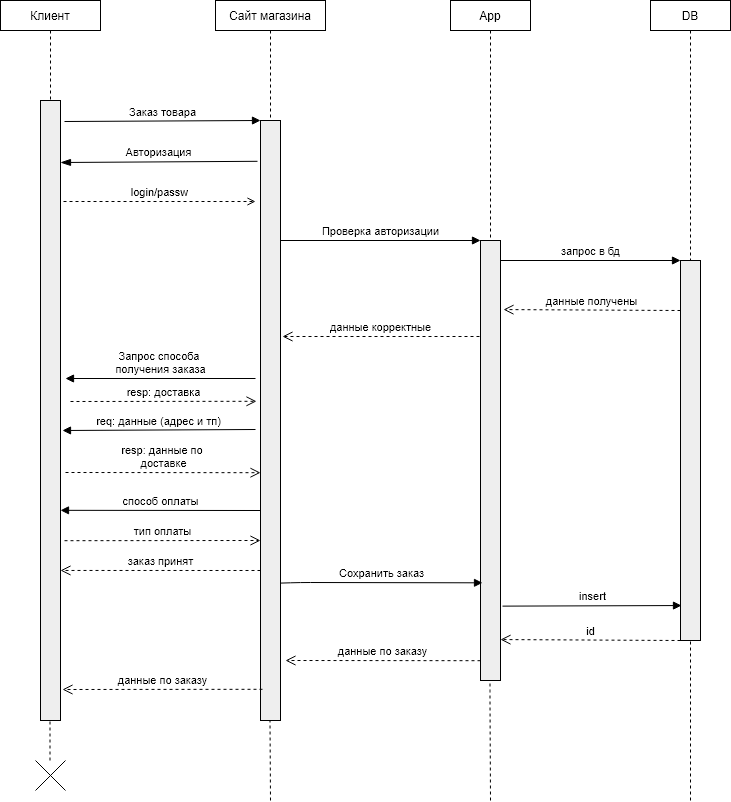 Клиент
Сайт магазина
App
DB
Заказ товара
Авторизация
login/passw
Проверка авторизации
запрос в бд
данные получены
данные корректные
Запрос способа
получения заказа
resp: доставка
req: данные (адрес и тп)
resp: данные по
доставке
способ оплаты
тип оплаты
заказ принят
Сохранить заказ
insert
id
данные по заказу
данные по заказу